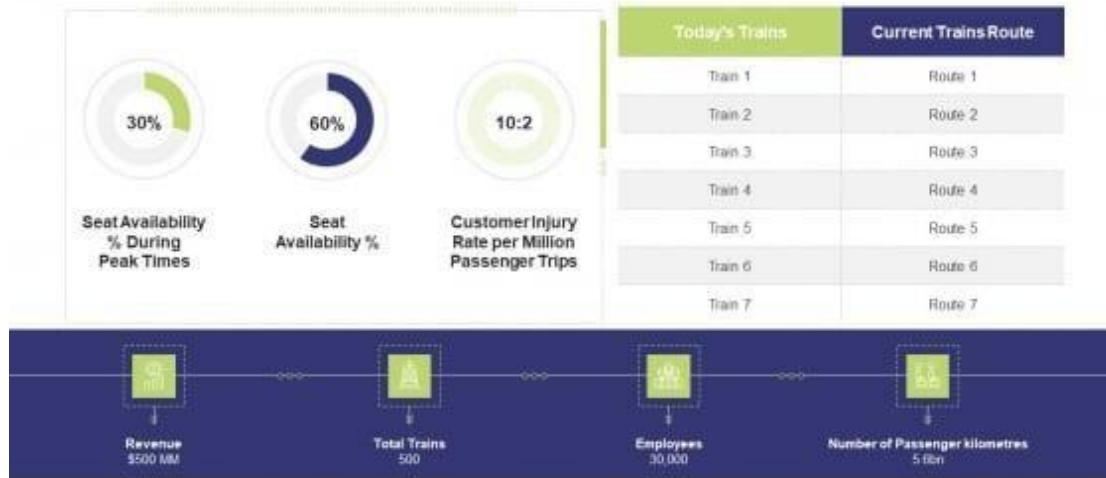 30%
60%
10:2
Seat Availability
% During
Peak Times
Seat
Availability %
Customer Injury
Rate per Million
Passenger Trips
Today's Trains Current Trains Route
Train 1 Route 1
Train 2 Route 2
Train 3 Route 3
Train 4 Route 4
Train 5 Route 5
Train 6 Route 6
Train 7 Route 7
Revenue
$500 MM
Total Trains
500
Employees
30,000
Number of Passenger kilometres
5.6bn